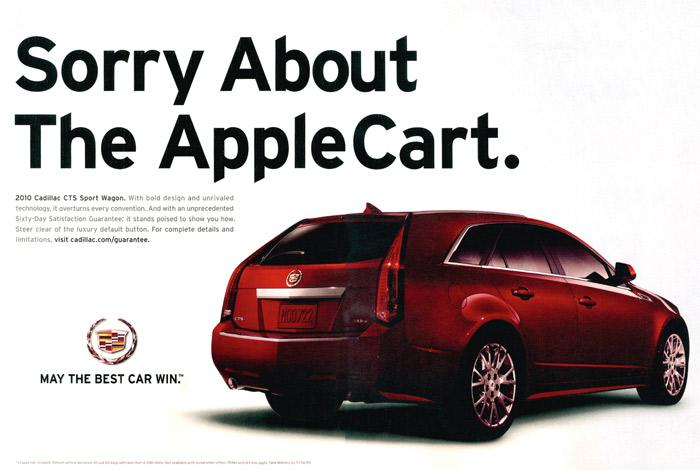 Sorry About
The AppleCart.
2010 Cadillac CTS Sport Wagon. With bold design and unrivaled
technology, it overturns every convention. And with an unprecedented
Sixty-Day Satisfaction Guarantee,* it stands poised to show you how.
Steer clear of the luxury default button. For complete details and
limitations, visit cadillac.com/guarantee.
CTS
MAY THE BEST CAR WIN.™